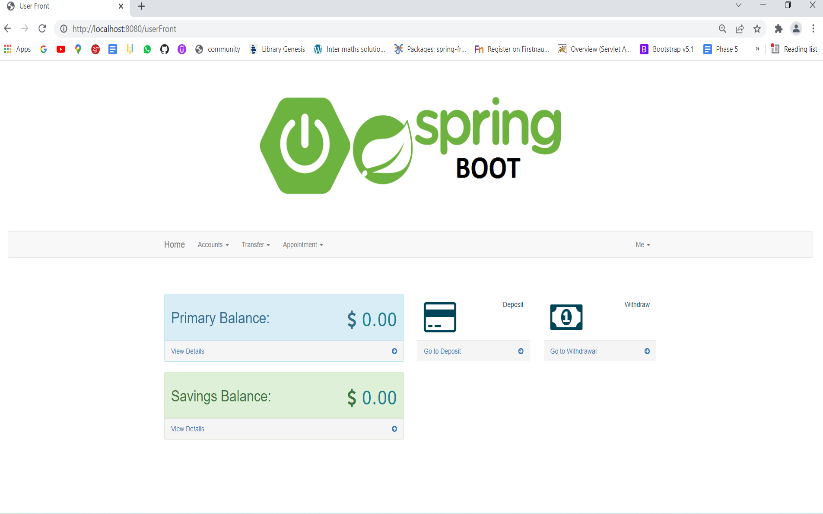 User Front
http://localhost:8080/userFront
Apps community Library Genesis Inter maths solutio... Packages: spring-fr... Register on Firstnau... Overview (Servlet A... Bootstrap v5.1 Phase 5 » Reading list
spring
BOOT
Home Accounts Transfer Appointment Me
Primary Balance: $ 0.00
View Details
Deposit
Go to Deposit
Withdraw
Go to Withdrawal
Savings Balance: $ 0.00
View Details